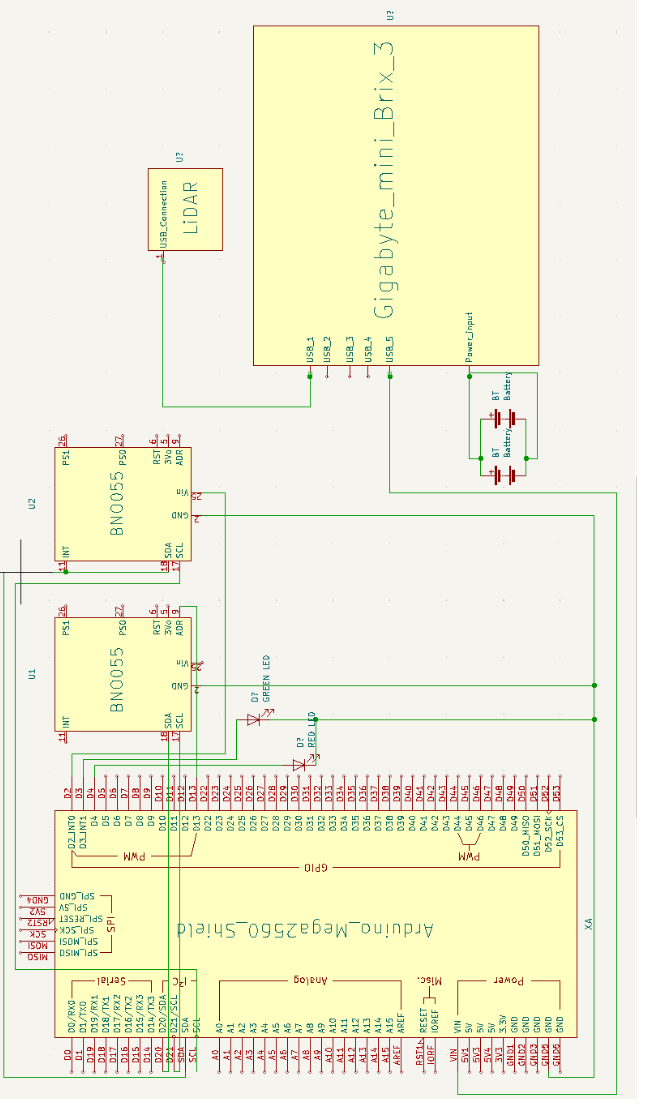 U?
Gigabyte_mini_Brix_3
USB_1
USB_2
USB_3
USB_4
USB_5
Power_input
U?
LiDAR
USB_Connection
1
BT
Battery
BT
Battery
U2
BNO055
PS1
26
PS0
27
RST
6
3Vo
5
ADR
9
Vin
25
GND
2
INT
11
SDA
18
SCL
17
U1
BNO055
PS1
26
PS0
27
RST
6
3Vo
5
ADR
9
Vin
25
GND
2
INT
11
SDA
18
SCL
17
D?
GREEN LED
D?
RED LED
D2
D3
D4
D5
D6
D7
D8
D9
D10
D11
D12
D13
D22
D23
D24
D25
D26
D27
D28
D29
D30
D31
D32
D33
D34
D35
D36
D37
D38
D39
D40
D41
D42
D43
D44
D45
D46
D47
D48
D49
D50
D51
D52
D53
D2_INT0
D3_INT1
D4
D5
D6
D7
D8
D9
D10
D11
D12
D13
D22
D23
D24
D25
D26
D27
D28
D29
D30
D31
D32
D33
D34
D35
D36
D37
D38
D39
D40
D41
D42
D43
D44
D45
D46
D47
D48
D49
D50_MISO
D51_MOSI
D52_SCK
D53_CS
PWM
PWM
GPIO
GND4
5V2
RST2
SCK
MOSI
MISO
SPI_GND
SPI_5V
SPI_RESET
SPI_SCK
SPI_MOSI
SPI_MISO
SPI
Arduino_Mega2560_Shield
XA
Serial
I²C
Analog
Misc.
Power
D0/RX0
D1/TX0
D19/RX1
D18/TX1
D17/RX2
D16/TX2
D15/RX3
D14/TX3
D20/SDA
D21/SCL
SDA
SCL
A0
A1
A2
A3
A4
A5
A6
A7
A8
A9
A10
A11
A12
A13
A14
A15
AREF
RESET
IOREF
VIN
5V
5V
5V
3.3V
GND
GND
GND
GND
GND
D0
D1
D19
D18
D17
D16
D15
D14
D20
D21
SDA
SCL
A0
A1
A2
A3
A4
A5
A6
A7
A8
A9
A10
A11
A12
A13
A14
A15
AREF
RST1
IORF
VIN
5V1
5V3
5V4
3V3
GND1
GND2
GND3
GND5
GND6